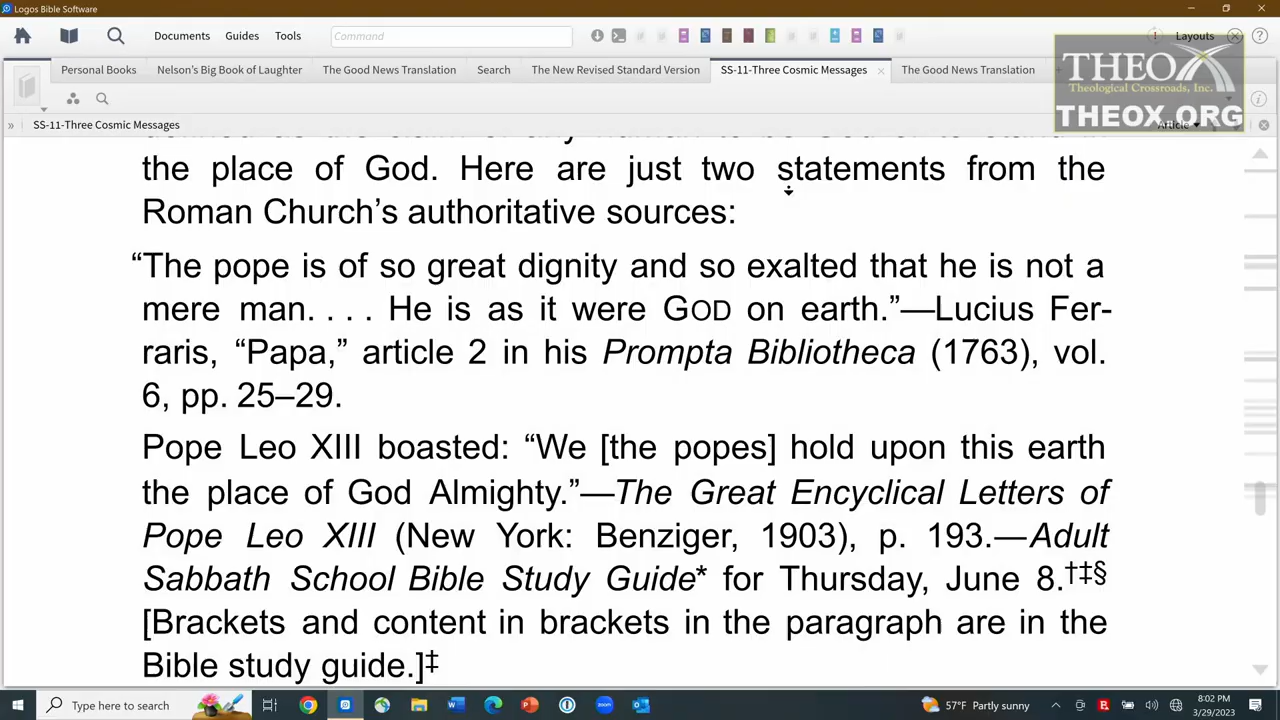 Logos Bible Software
Documents Guides Tools Command Layouts
THEOX
Theological Crossroads, Inc.
THEOX.ORG
Personal Books Nelson's Big Book of Laughter The Good News Translation Search The New Revised Standard Version SS-11-Three Cosmic Messages The Good News Translation
SS-11-Three Cosmic Messages
the place of God. Here are just two statements from the
Roman Church’s authoritative sources:
“The pope is of so great dignity and so exalted that he is not a
mere man. . . . He is as it were GOD on earth.”—Lucius Fer-
raris, “Papa,” article 2 in his Prompta Bibliotheca (1763), vol.
6, pp. 25–29.
Pope Leo XIII boasted: “We [the popes] hold upon this earth
the place of God Almighty.”—The Great Encyclical Letters of
Pope Leo XIII (New York: Benziger, 1903), p. 193.—Adult
Sabbath School Bible Study Guide* for Thursday, June 8.†‡§
[Brackets and content in brackets in the paragraph are in the
Bible study guide.]‡
Type here to search 57°F Partly sunny 8:02 PM
3/29/2023